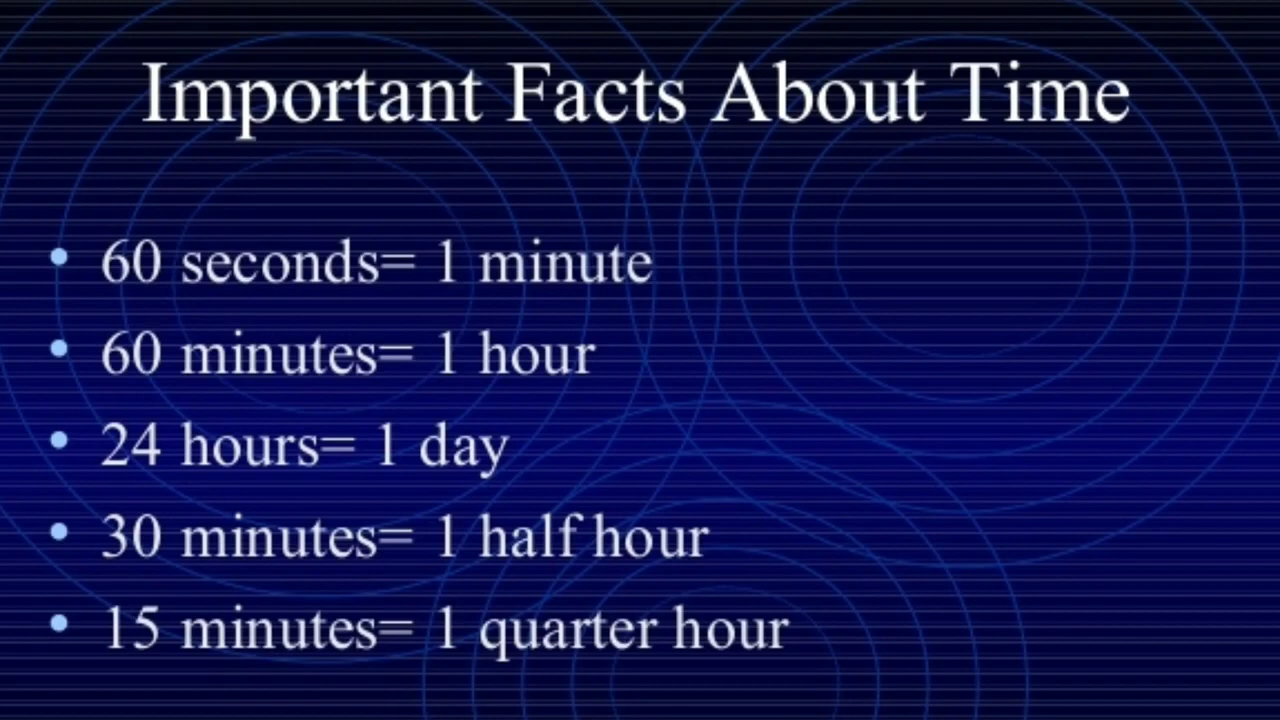 Important Facts About Time
• 60 seconds= 1 minute
• 60 minutes= 1 hour
• 24 hours= 1 day
• 30 minutes= 1 half hour
• 15 minutes= 1 quarter hour